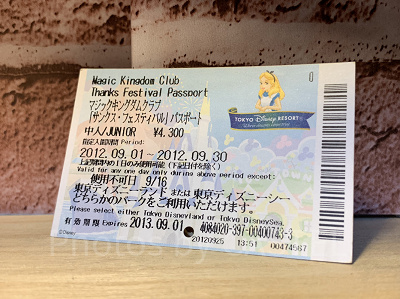 Magic Kingdom Club
Thanks Festival Passport
マジックキングダムクラブ
「サンクス・フェスティバル」パスポート
中人/JUNIOR ¥4,300
指定入園期間 Period:
2012.09.01~2012.09.30
上記期間内の1日のみ使用可能(下記日付を除く)
Valid for any one day only during above period except:
使用不可日 9/16
東京ディズニーランド または 東京ディズニーシー
どちらかのパークをご利用いただけます。
Please select either Tokyo Disneyland or Tokyo DisneySea
有効期限 Expires 2013.09.01 4084020-397-00400743-3
©Disney 20120925 13:51 00474567
TOKYO Disney RESORT
0